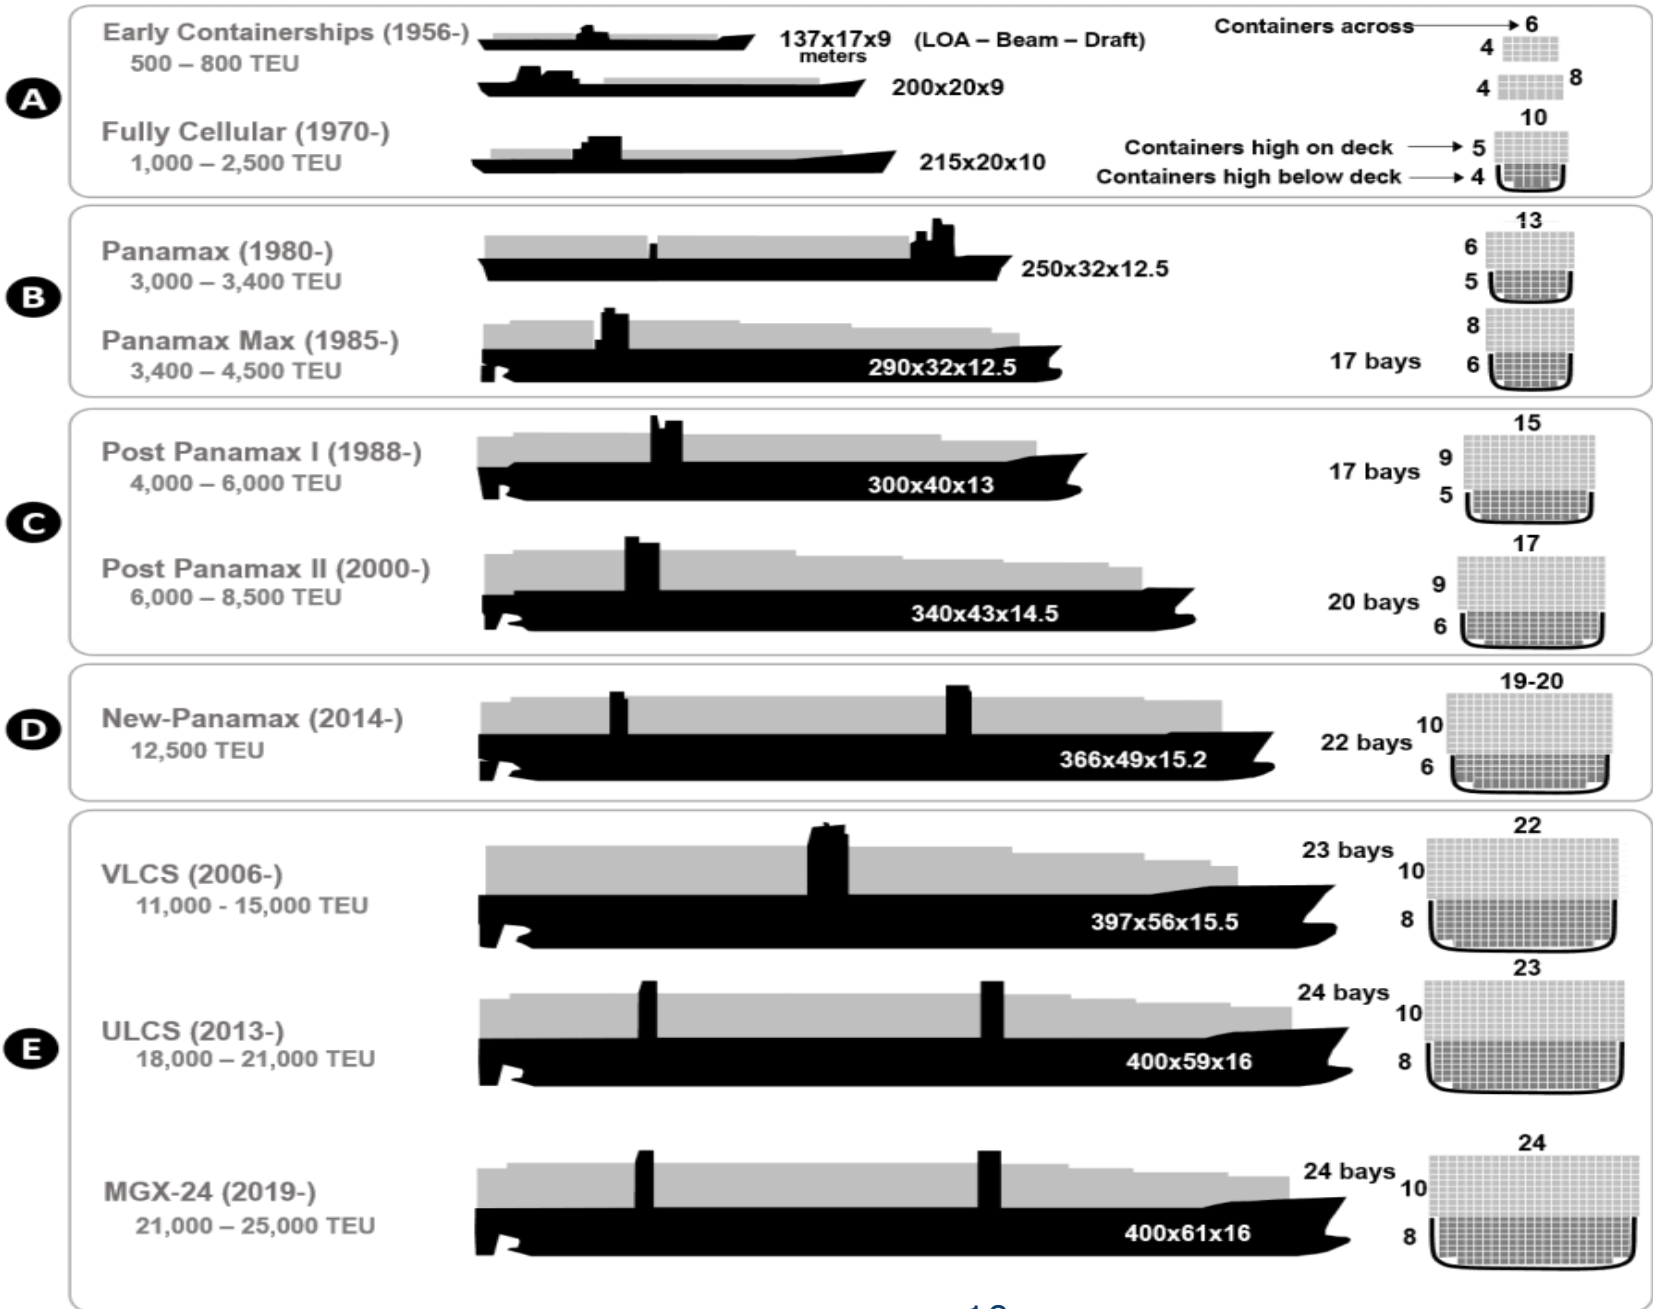 A
Early Containerships (1956-)
500 – 800 TEU
137x17x9 (LOA – Beam – Draft)
meters
200x20x9
Containers across 6
4
4 8
Fully Cellular (1970-)
1,000 – 2,500 TEU
215x20x10
10
Containers high on deck 5
Containers high below deck 4
B
Panamax (1980-)
3,000 – 3,400 TEU
250x32x12.5
13
6
5
Panamax Max (1985-)
3,400 – 4,500 TEU
290x32x12.5
17 bays
8
6
C
Post Panamax I (1988-)
4,000 – 6,000 TEU
300x40x13
17 bays
15
9
5
Post Panamax II (2000-)
6,000 – 8,500 TEU
340x43x14.5
20 bays
17
9
6
D
New-Panamax (2014-)
12,500 TEU
366x49x15.2
22 bays
19-20
10
6
E
VLCS (2006-)
11,000 - 15,000 TEU
397x56x15.5
23 bays
22
10
8
ULCS (2013-)
18,000 – 21,000 TEU
400x59x16
24 bays
23
10
8
MGX-24 (2019-)
21,000 – 25,000 TEU
400x61x16
24 bays
24
10
8